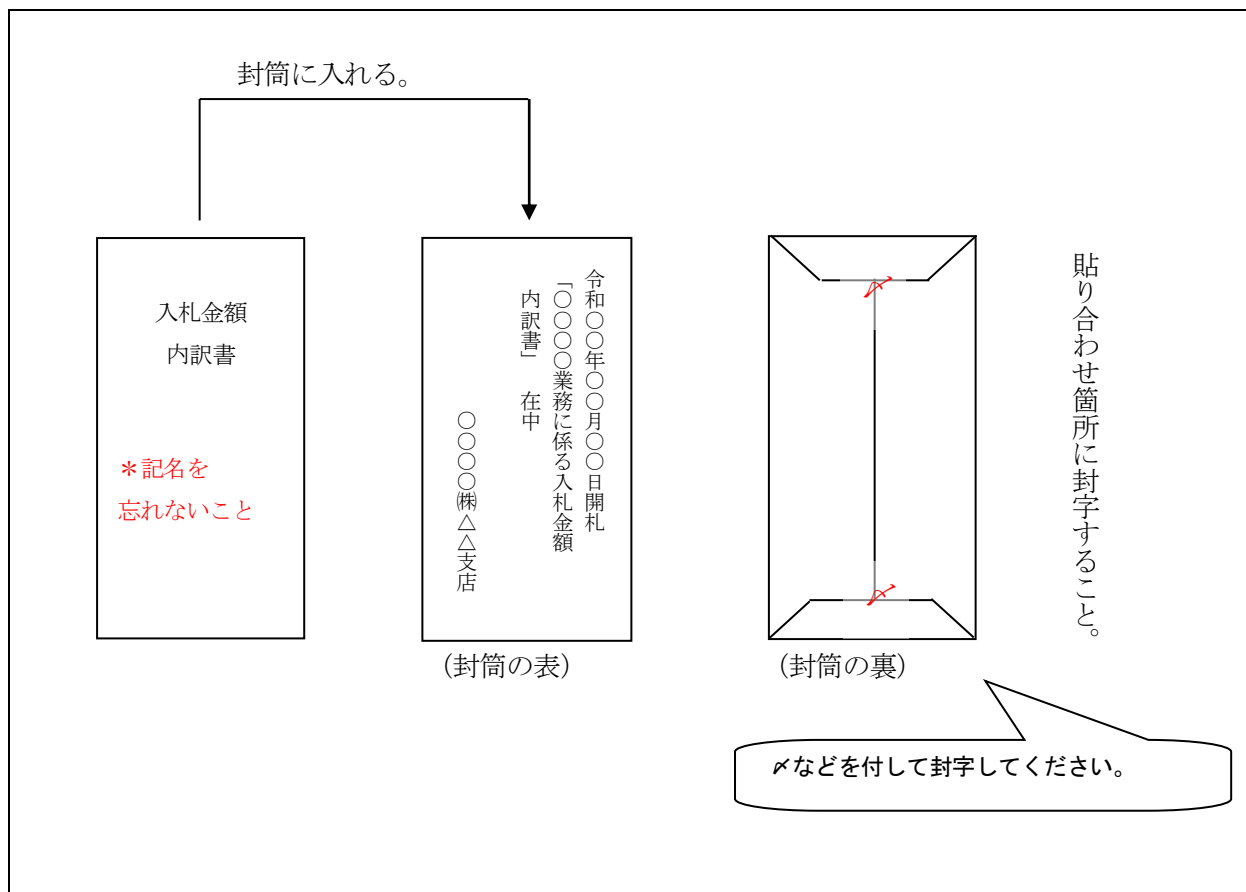 封筒に入れる。
入札金額
内訳書
＊記名を
忘れないこと
令和〇〇年〇〇月〇〇日開札
「〇〇〇〇業務に係る入札金額
内訳書」　在中
〇〇〇〇㈱△△支店
（封筒の表）
〆
〆
（封筒の裏）
貼り合わせ箇所に封字すること。
〆などを付して封字してください。